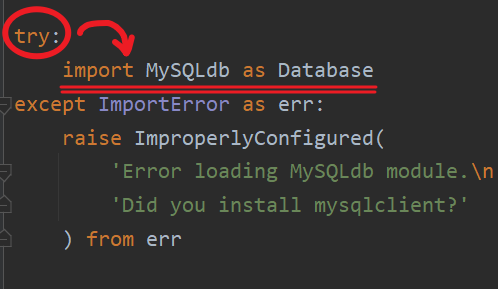 try:
import MySQLdb as Database
except ImportError as err:
raise ImproperlyConfigured(
'Error loading MySQLdb module.\n
'Did you install mysqlclient?'
) from err